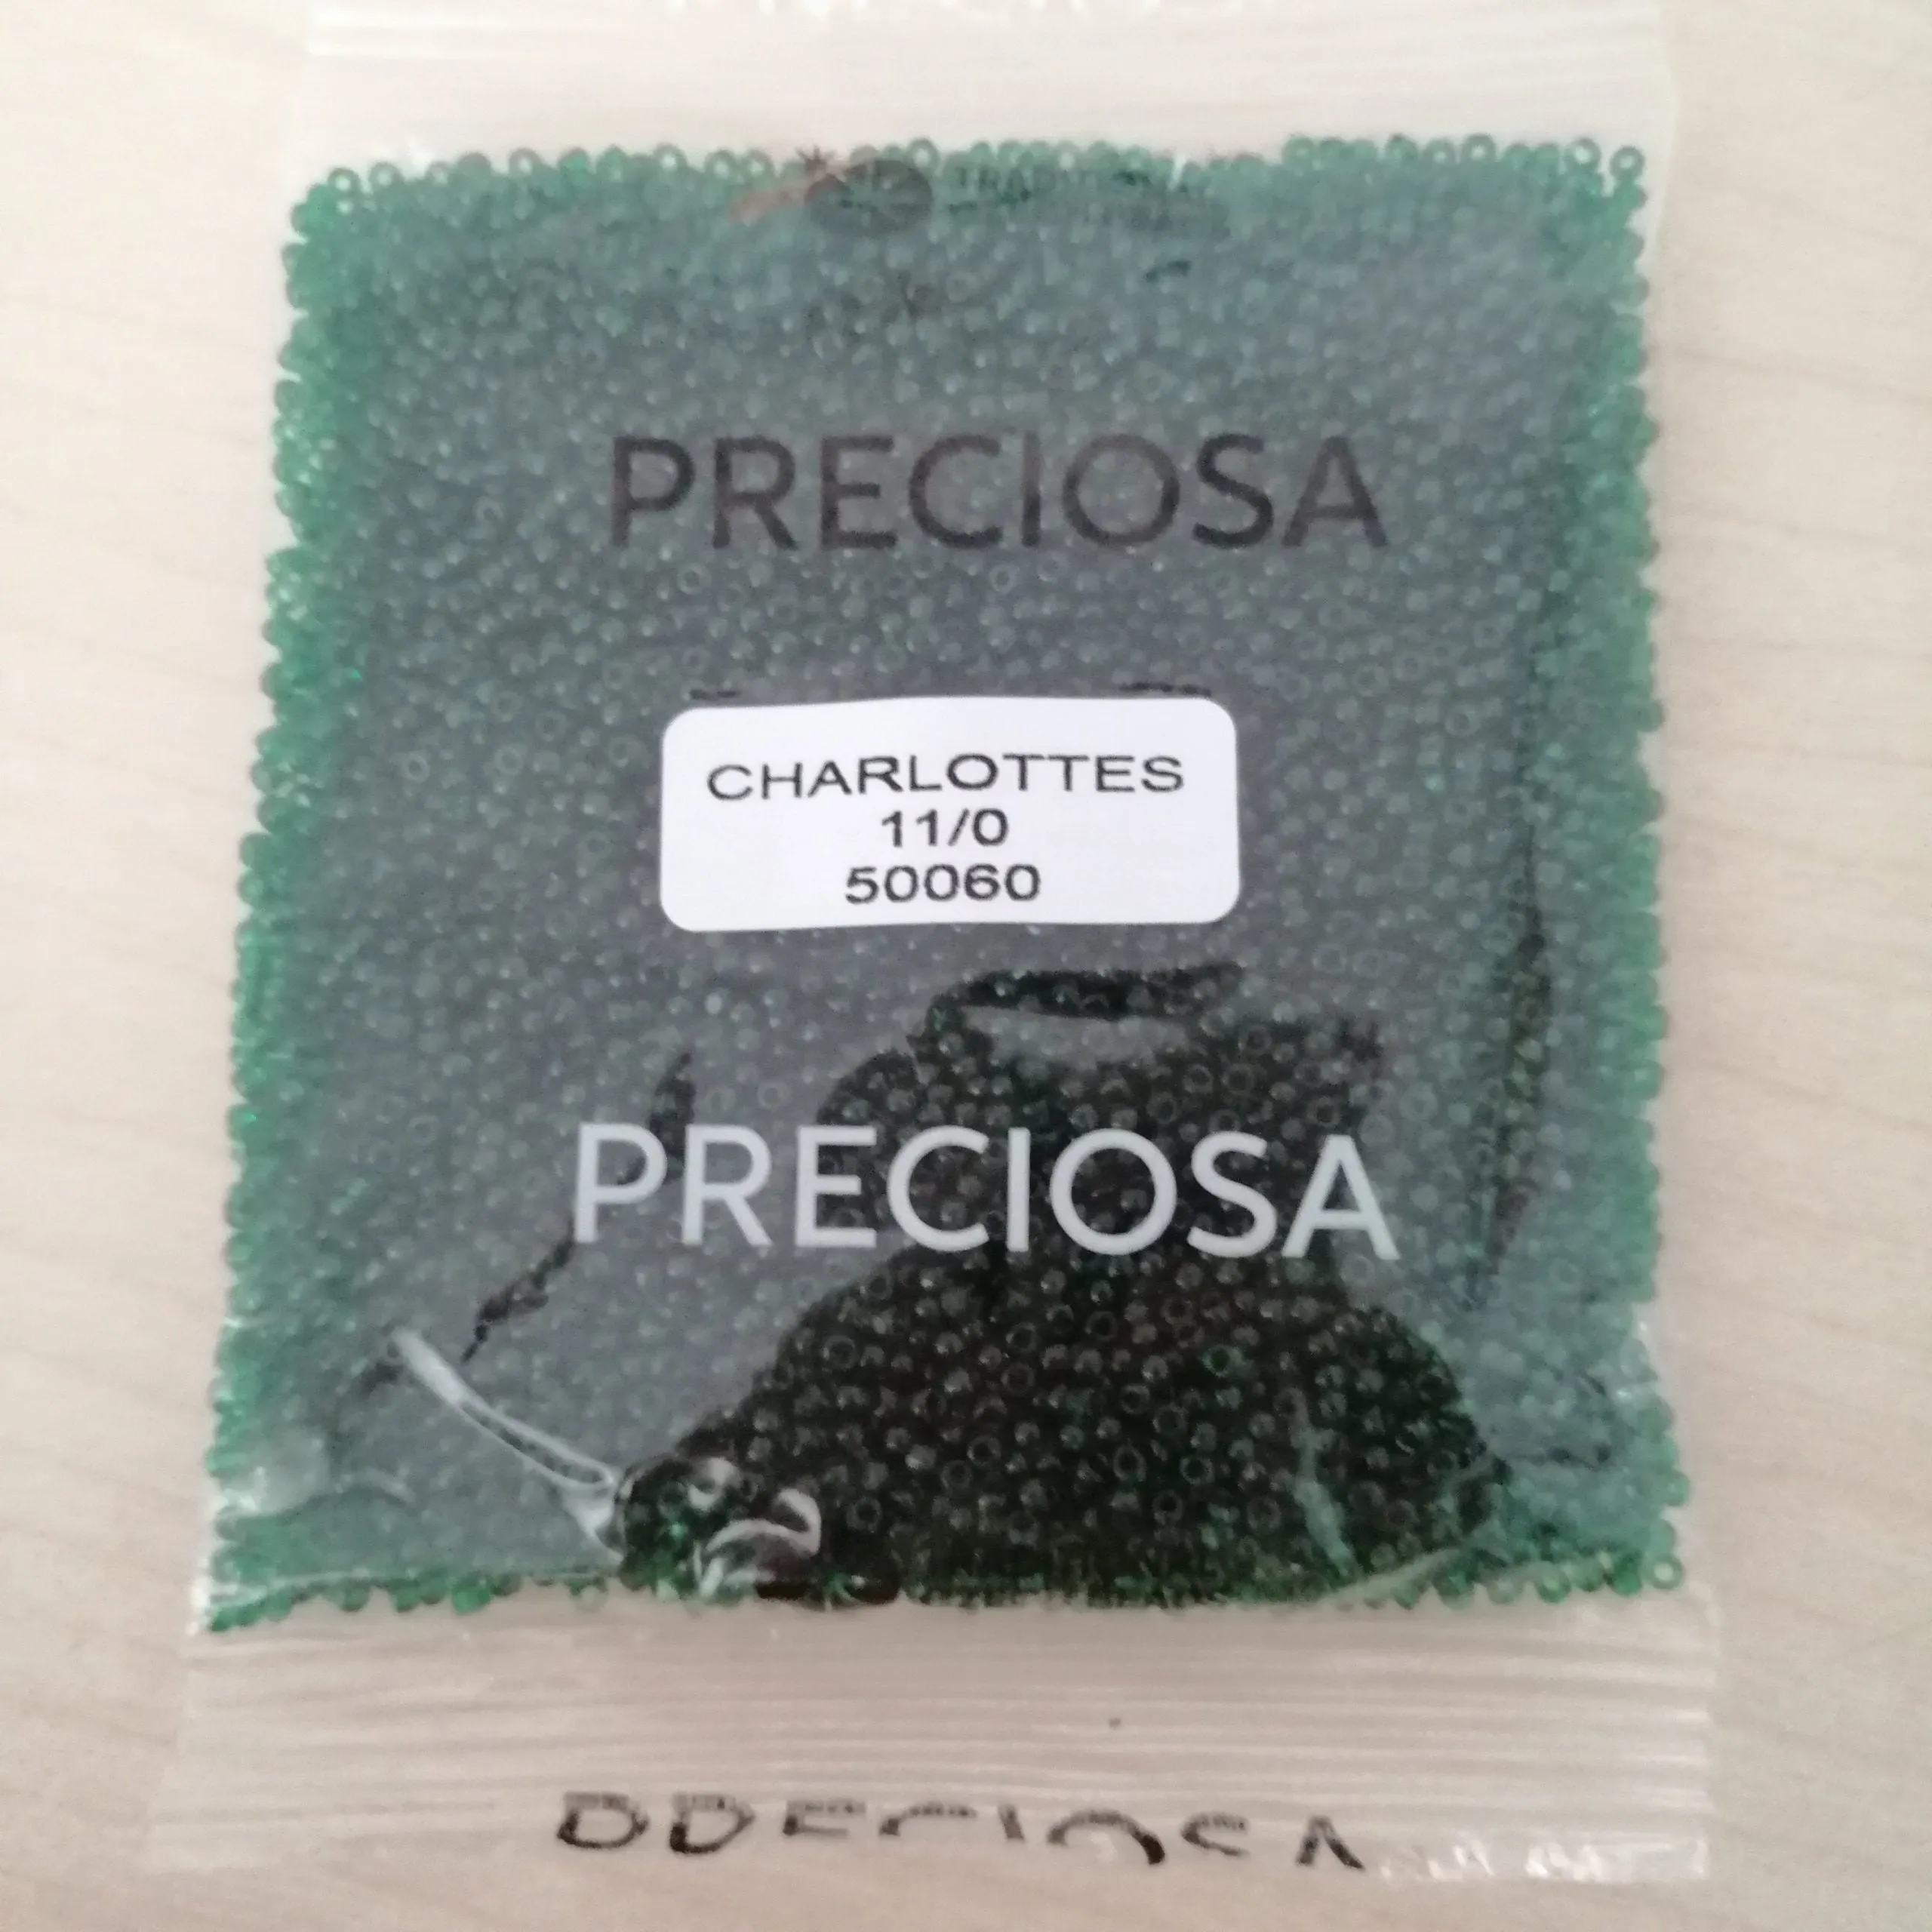 PRECIOSA
CHARLOTTES
11/0
50060
PRECIOSA